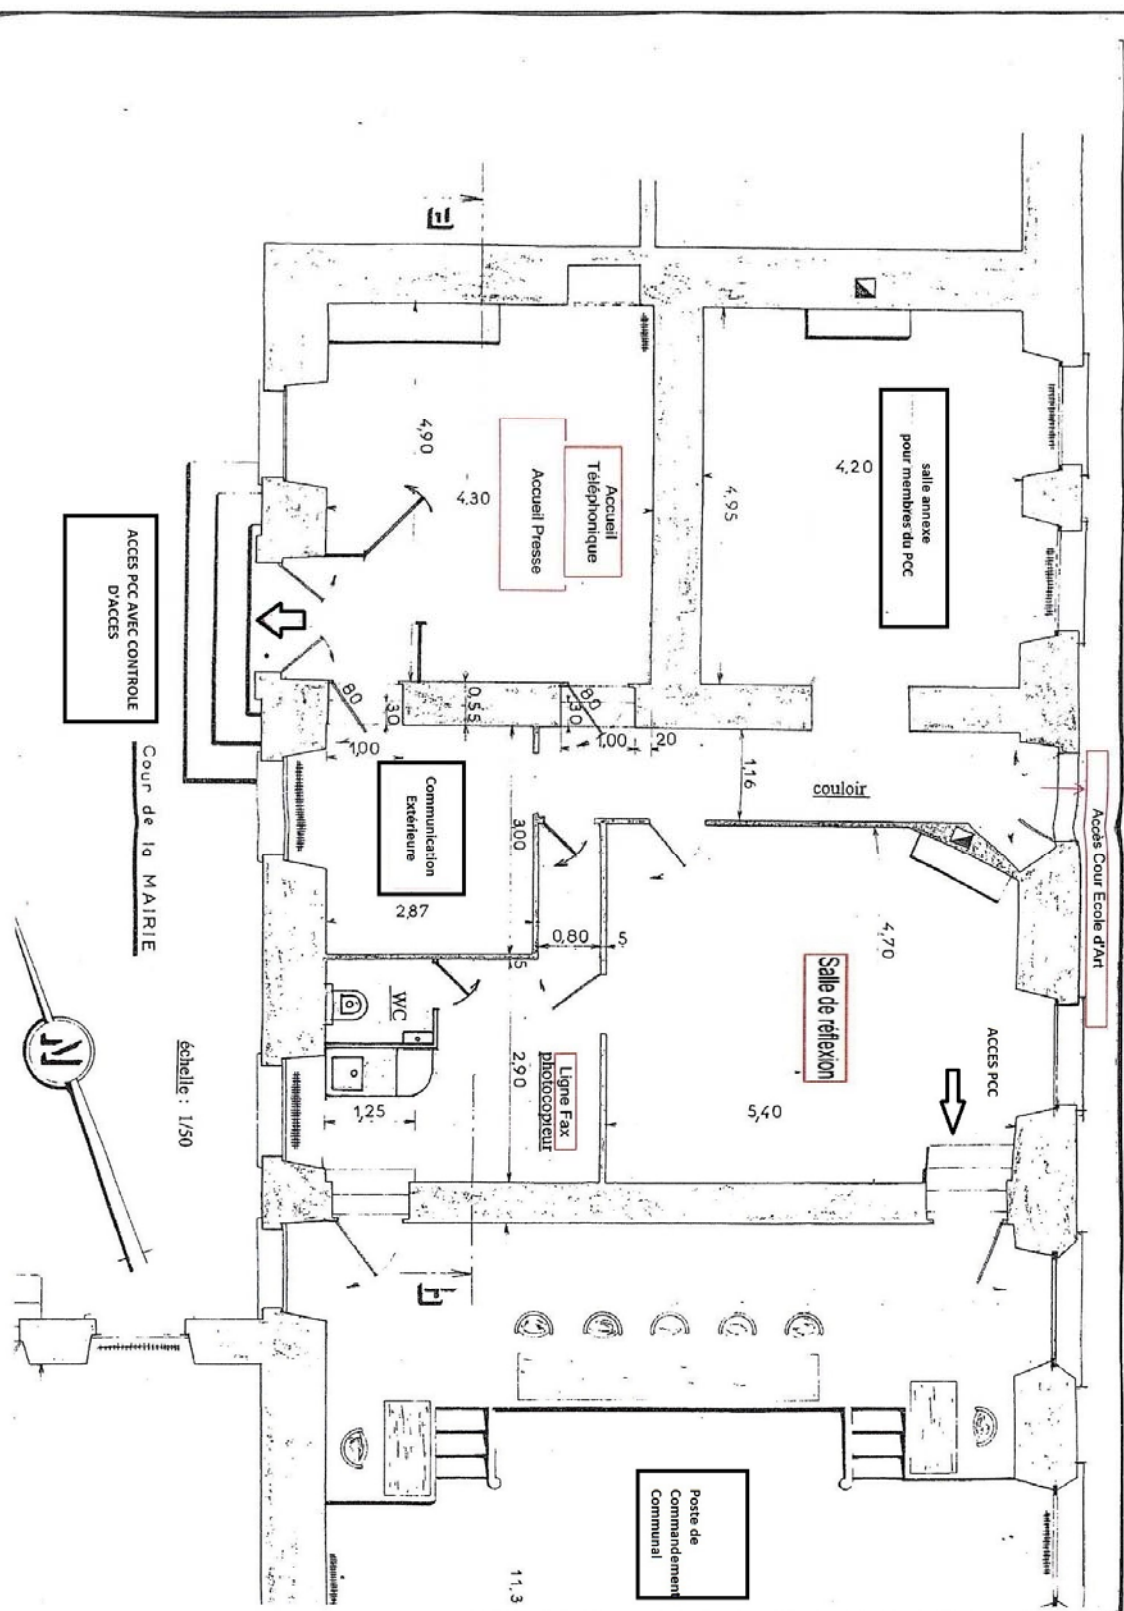 Accès Cour Ecole d'Art
ACCES PCC
salle annexe
pour membres du PCC
4,20
4,95
couloir
1,16
4,70
Salle de réflexion
5,40
Accueil
Téléphonique
Accueil Presse
4,90
4,30
80
30
1,00
20
0,55
80
30
1,00
Communication
Extérieure
3,00
2,87
0,80
5
5
WC
Ligne Fax
photocopieur
2,90
1,25
ACCES PCC AVEC CONTROLE
D'ACCES
Cour de la MAIRIE
échelle : 1/50
N
Poste de
Commandement
Communal
11,3